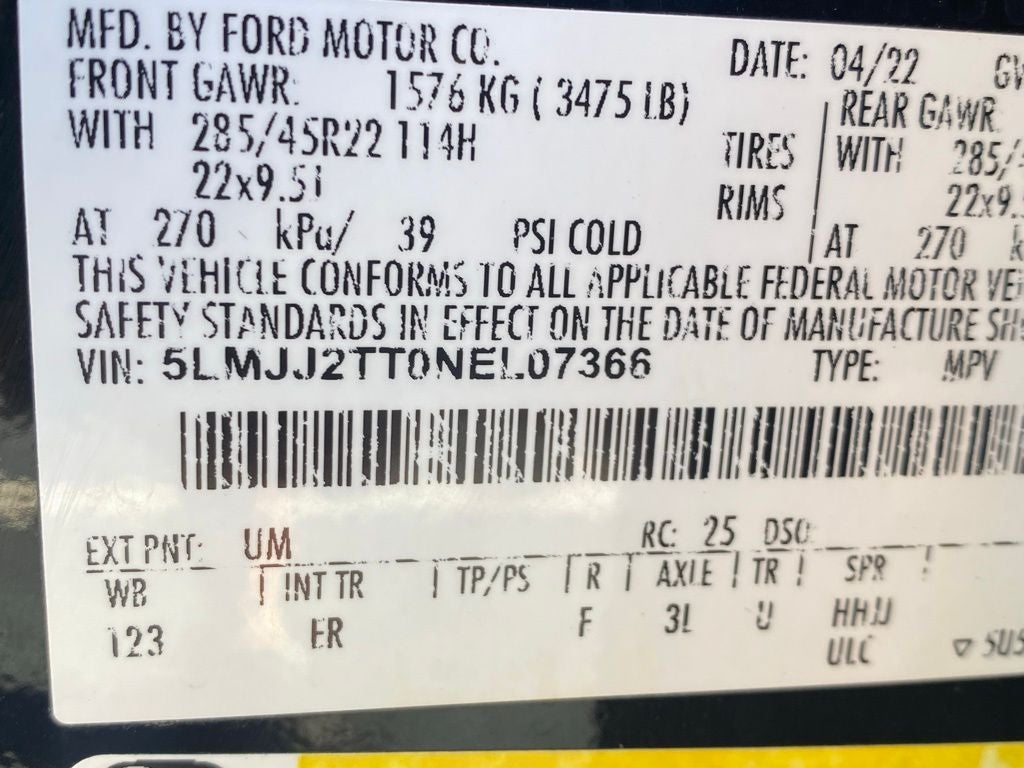 MFD. BY FORD MOTOR CO.
DATE: 04/22 GV
FRONT GAWR: 1576 KG ( 3475 LB)
REAR GAWR
WITH 285/45R22 114H TIRES WITH 285/
22x9.5J RIMS 22x9.
AT 270 kPa/ 39 PSI COLD AT 270 k
THIS VEHICLE CONFORMS TO ALL APPLICABLE FEDERAL MOTOR VEH
SAFETY STANDARDS IN EFFECT ON THE DATE OF MANUFACTURE SH
VIN: 5LMJJ2TT0NEL07366 TYPE: MPV
EXT PNT: UM RC: 25 DSO:
WB INT TR TP/PS R AXLE TR SPR
123 ER F 3L U HHJJ
ULC ▽ SUS